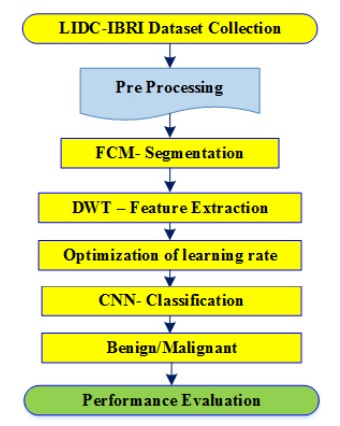 LIDC-IBRI Dataset Collection
Pre Processing
FCM- Segmentation
DWT – Feature Extraction
Optimization of learning rate
CNN- Classification
Benign/Malignant
Performance Evaluation